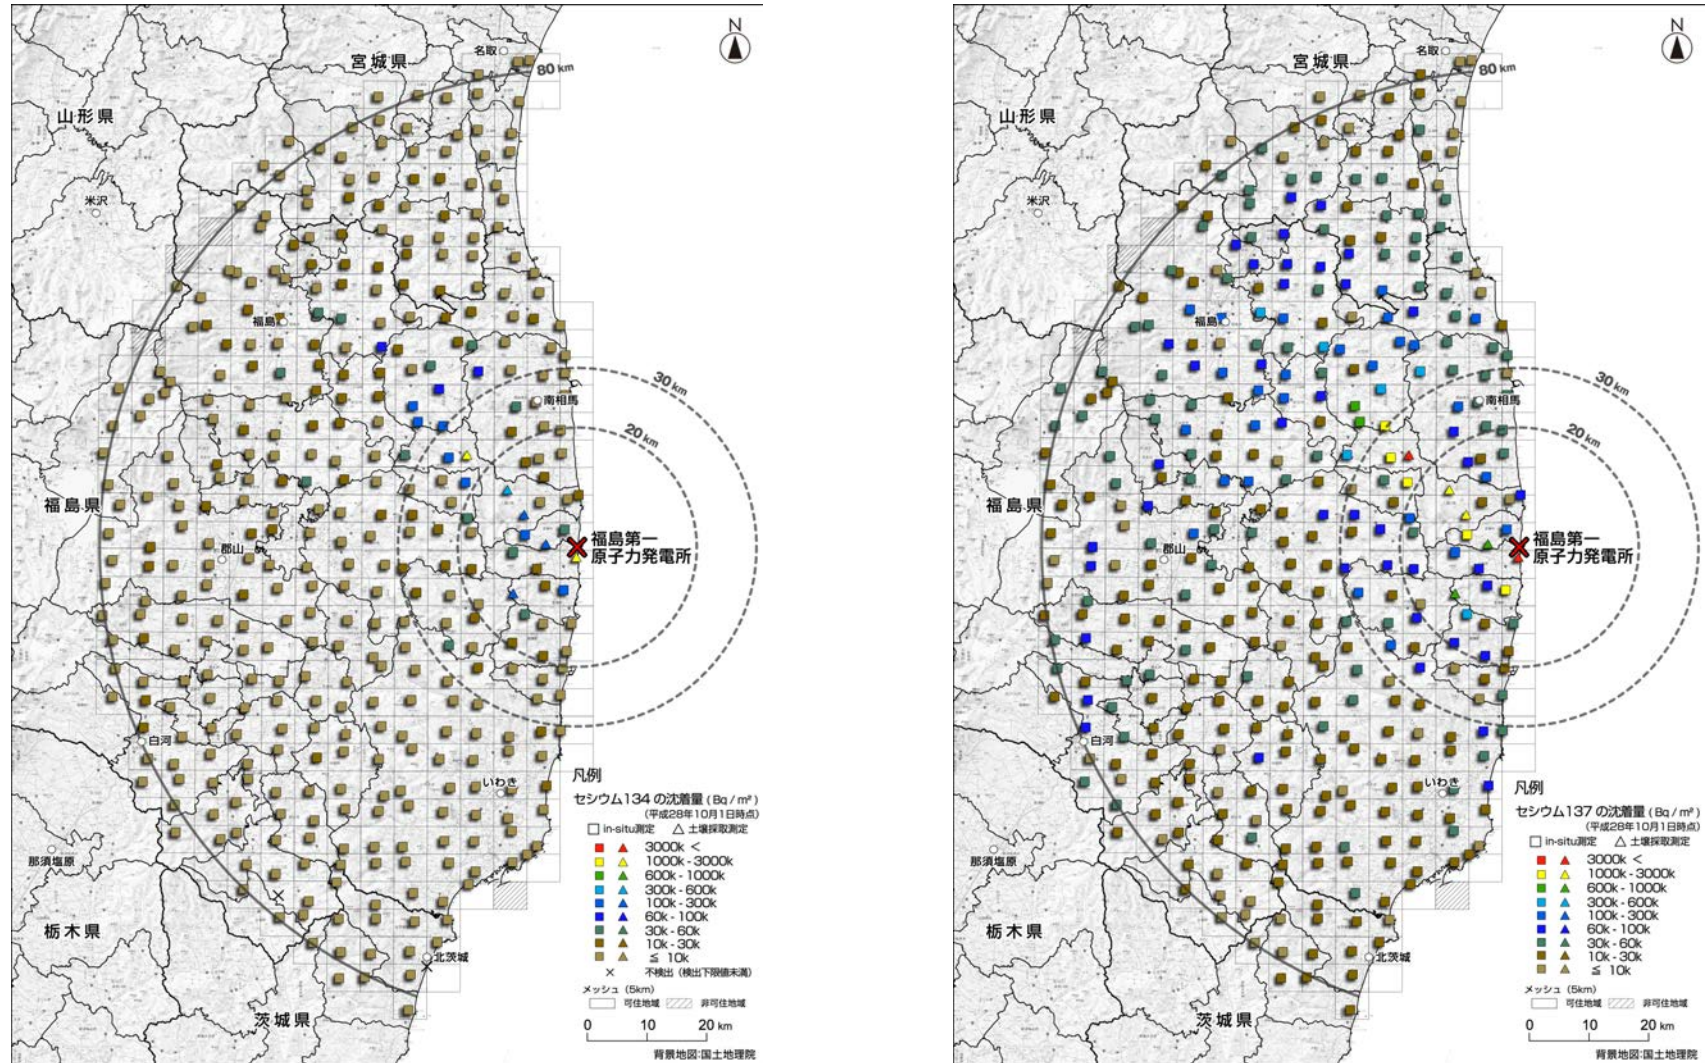 N
名取
宮城県
80 km
山形県
米沢
福島
30 km
南相馬
20 km
福島県
福島第一
原子力発電所
郡山
白河
いわき
凡例
セシウム134 の沈着量 ( Bq / m² )
(平成28年10月1日時点)
in-situ測定 土壌採取測定
3000k <
1000k - 3000k
600k - 1000k
300k - 600k
100k - 300k
60k - 100k
30k - 60k
10k - 30k
≦ 10k
不検出 (検出下限値未満)
メッシュ (5km)
可住地域 非可住地域
那須塩原
栃木県
北茨城
茨城県
0 10 20 km
背景地図:国土地理院
N
名取
宮城県
80 km
山形県
米沢
福島
30 km
南相馬
20 km
福島県
福島第一
原子力発電所
郡山
白河
いわき
凡例
セシウム137 の沈着量 ( Bq / m² )
(平成28年10月1日時点)
in-situ測定 土壌採取測定
3000k <
1000k - 3000k
600k - 1000k
300k - 600k
100k - 300k
60k - 100k
30k - 60k
10k - 30k
≦ 10k
メッシュ (5km)
可住地域 非可住地域
那須塩原
栃木県
北茨城
茨城県
0 10 20 km
背景地図:国土地理院